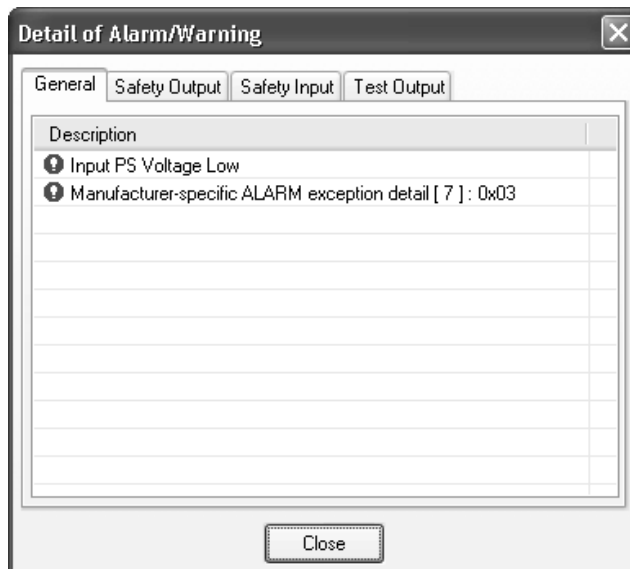 Detail of Alarm/Warning
General Safety Output Safety Input Test Output
Description
Input PS Voltage Low
Manufacturer-specific ALARM exception detail [ 7 ] : 0x03
Close